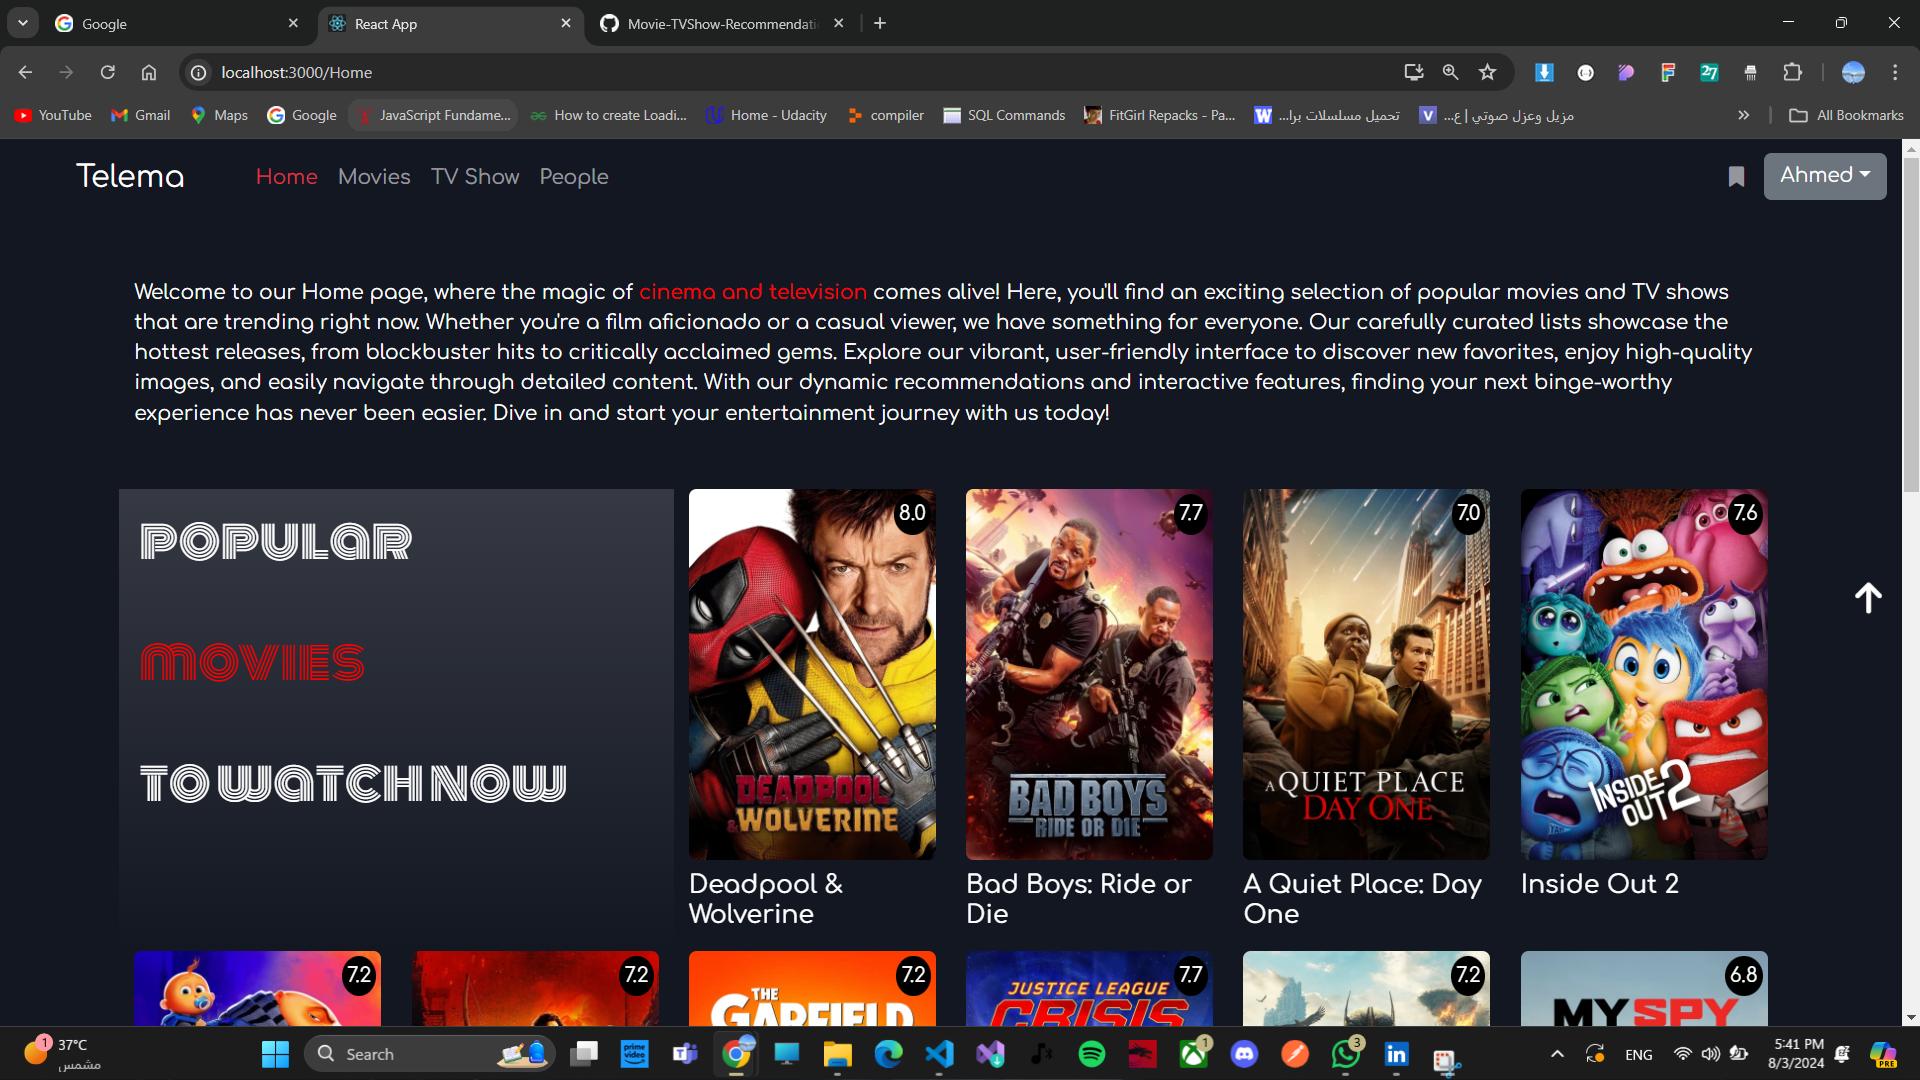 Google
React App
Movie-TVShow-Recommendati
localhost:3000/Home
YouTube
Gmail
Maps
Google
JavaScript Fundame...
How to create Loadi...
Home - Udacity
compiler
SQL Commands
FitGirl Repacks - Pa...
تحميل مسلسلات برا...
مزيل وعزل صوتي | ع...
All Bookmarks
Telema
Home
Movies
TV Show
People
Ahmed
Welcome to our Home page, where the magic of cinema and television comes alive! Here, you'll find an exciting selection of popular movies and TV shows
that are trending right now. Whether you're a film aficionado or a casual viewer, we have something for everyone. Our carefully curated lists showcase the
hottest releases, from blockbuster hits to critically acclaimed gems. Explore our vibrant, user-friendly interface to discover new favorites, enjoy high-quality
images, and easily navigate through detailed content. With our dynamic recommendations and interactive features, finding your next binge-worthy
experience has never been easier. Dive in and start your entertainment journey with us today!
POPULAR
MOVIES
TO WATCH NOW
8.0
DEADPOOL
& WOLVERINE
Deadpool &
Wolverine
7.7
BAD BOYS
RIDE OR DIE
Bad Boys: Ride or
Die
7.0
A QUIET PLACE
DAY ONE
A Quiet Place: Day
One
7.6
INSIDE
OUT 2
Inside Out 2
7.2
7.2
7.2
THE
GARFIELD
7.7
JUSTICE LEAGUE
CRISIS
7.2
6.8
MY SPY
1
37°C
مشمس
Search
prime
video
1
3
ENG
5:41 PM
8/3/2024
PRE